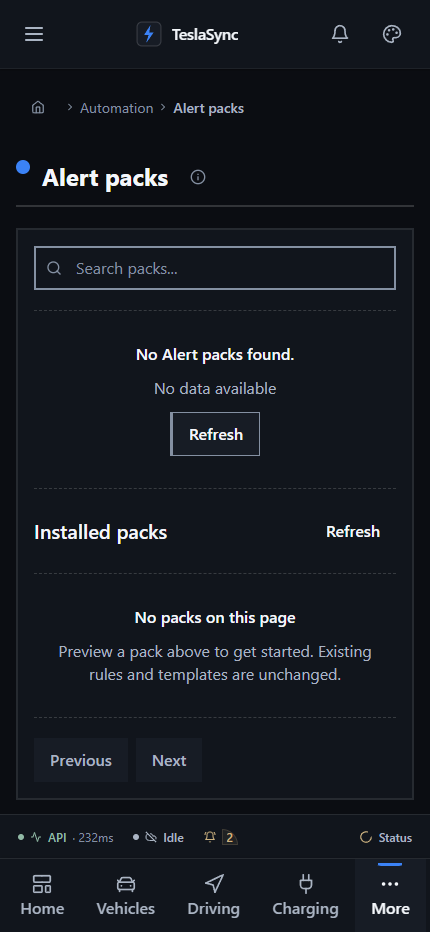 TeslaSync
Automation
Alert packs
Alert packs
Search packs...
No Alert packs found.
No data available
Refresh
Installed packs
Refresh
No packs on this page
Preview a pack above to get started. Existing
rules and templates are unchanged.
Previous
Next
API · 232ms
Idle
2
Status
Home
Vehicles
Driving
Charging
More